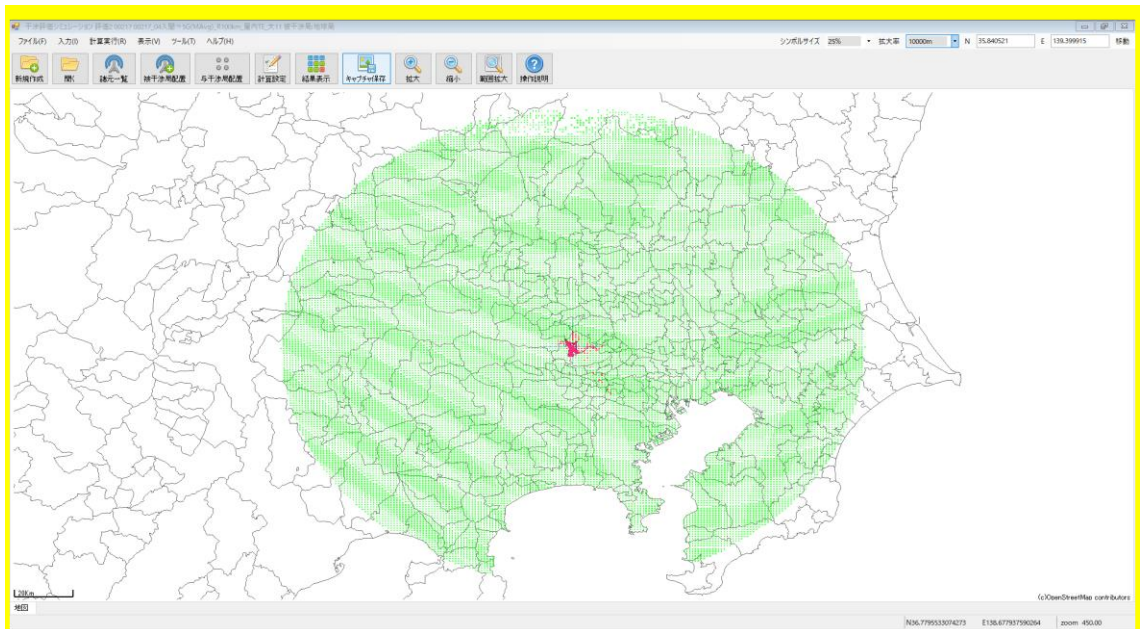 ファイル(F) 入力(I) 計算実行(R) 表示(V) ツール(T) ヘルプ(H) シンボルサイズ 25% 拡大率 10000m N 35.840521 E 139.399915 移動
新規作成 開く 諸元一覧 被干渉局配置 与干渉局配置 計算設定 結果表示 キャプチャ保存 拡大 縮小 範囲拡大 操作説明
20Km
(c)OpenStreetMap contributors
地図
N36.7795533074273 E138.677937590264 zoom 450.00